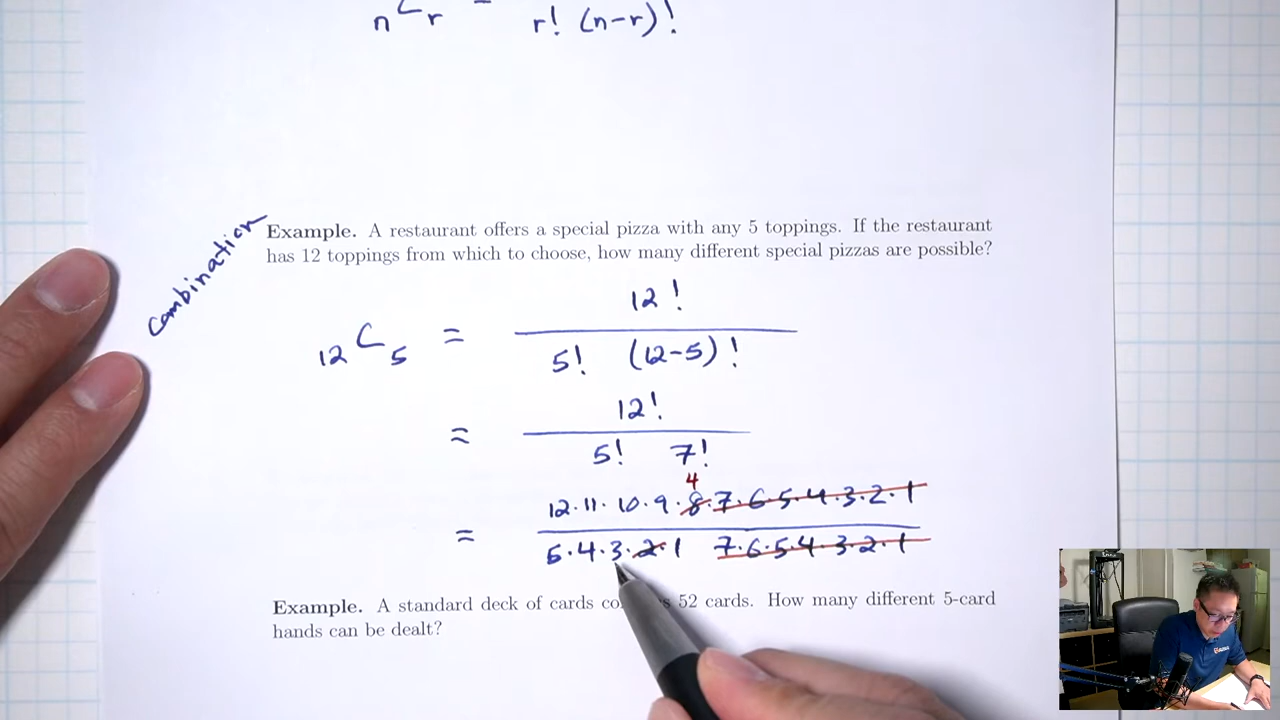 nCr =
r! (n-r)!
Combination
Example. A restaurant offers a special pizza with any 5 toppings. If the restaurant
has 12 toppings from which to choose, how many different special pizzas are possible?
12!
12C5 =
5! (12-5)!
12!
=
5! 7!
4
12·11·10·9·8·7·6·5·4·3·2·1
=
5·4·3·2·1 7·6·5·4·3·2·1
Example. A standard deck of cards 52 cards. How many different 5-card
hands can be dealt?